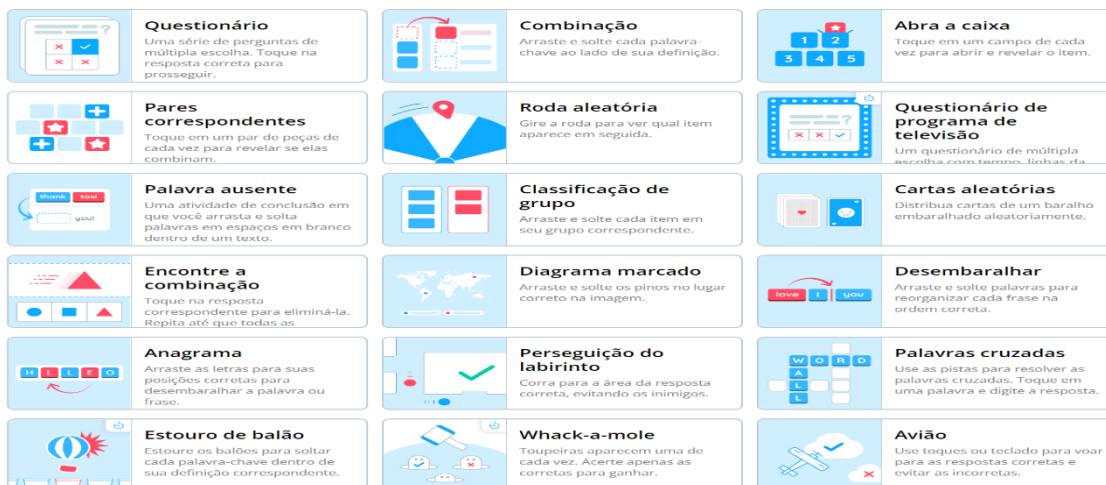 Questionário
Uma série de perguntas de
múltipla escolha. Toque na
resposta correta para
prosseguir.
Combinação
Arraste e solte cada palavra-
chave ao lado de sua definição.
1 2
3 4 5
Abra a caixa
Toque em um campo de cada
vez para abrir e revelar o item.
Pares
correspondentes
Toque em um par de peças de
cada vez para revelar se elas
combinam.
Roda aleatória
Gire a roda para ver qual item
aparece em seguida.
Questionário de
programa de
televisão
Um questionário de múltipla
escolha com tempo, linhas da
thank taxi
you!
Palavra ausente
Uma atividade de conclusão em
que você arrasta e solta
palavras em espaços em branco
dentro de um texto.
Classificação de
grupo
Arraste e solte cada item em
seu grupo correspondente.
Cartas aleatórias
Distribua cartas de um baralho
embaralhado aleatoriamente.
Encontre a
combinação
Toque na resposta
correspondente para eliminá-la.
Repita até que todas as
Diagrama marcado
Arraste e solte os pinos no lugar
correto na imagem.
love I you
Desembaralhar
Arraste e solte palavras para
reorganizar cada frase na
ordem correta.
H L L E O
Anagrama
Arraste as letras para suas
posições corretas para
desembaralhar a palavra ou
frase.
Perseguição do
labirinto
Corra para a área da resposta
correta, evitando os inimigos.
W O R D
A
L
L
Palavras cruzadas
Use as pistas para resolver as
palavras cruzadas. Toque em
uma palavra e digite a resposta.
Estouro de balão
Estoure os balões para soltar
cada palavra-chave dentro de
sua definição correspondente.
Whack-a-mole
Toupeiras aparecem uma de
cada vez. Acerte apenas as
corretas para ganhar.
Avião
Use toques ou teclado para voar
para as respostas corretas e
evitar as incorretas.